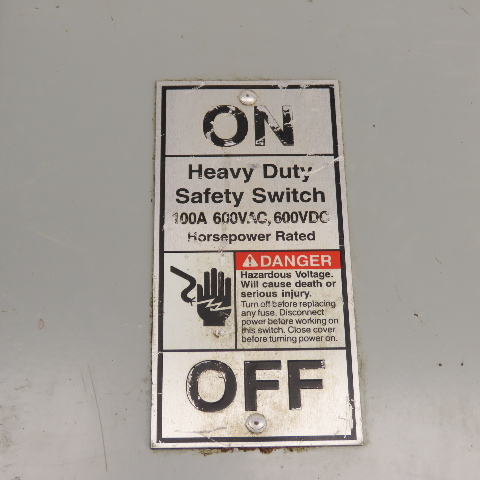 ON
Heavy Duty
Safety Switch
100A 600VAC, 600VDC
Horsepower Rated
DANGER
Hazardous Voltage.
Will cause death or
serious injury.
Turn off before replacing
any fuse. Disconnect
power before working on
this switch. Close cover
before turning power on.
OFF